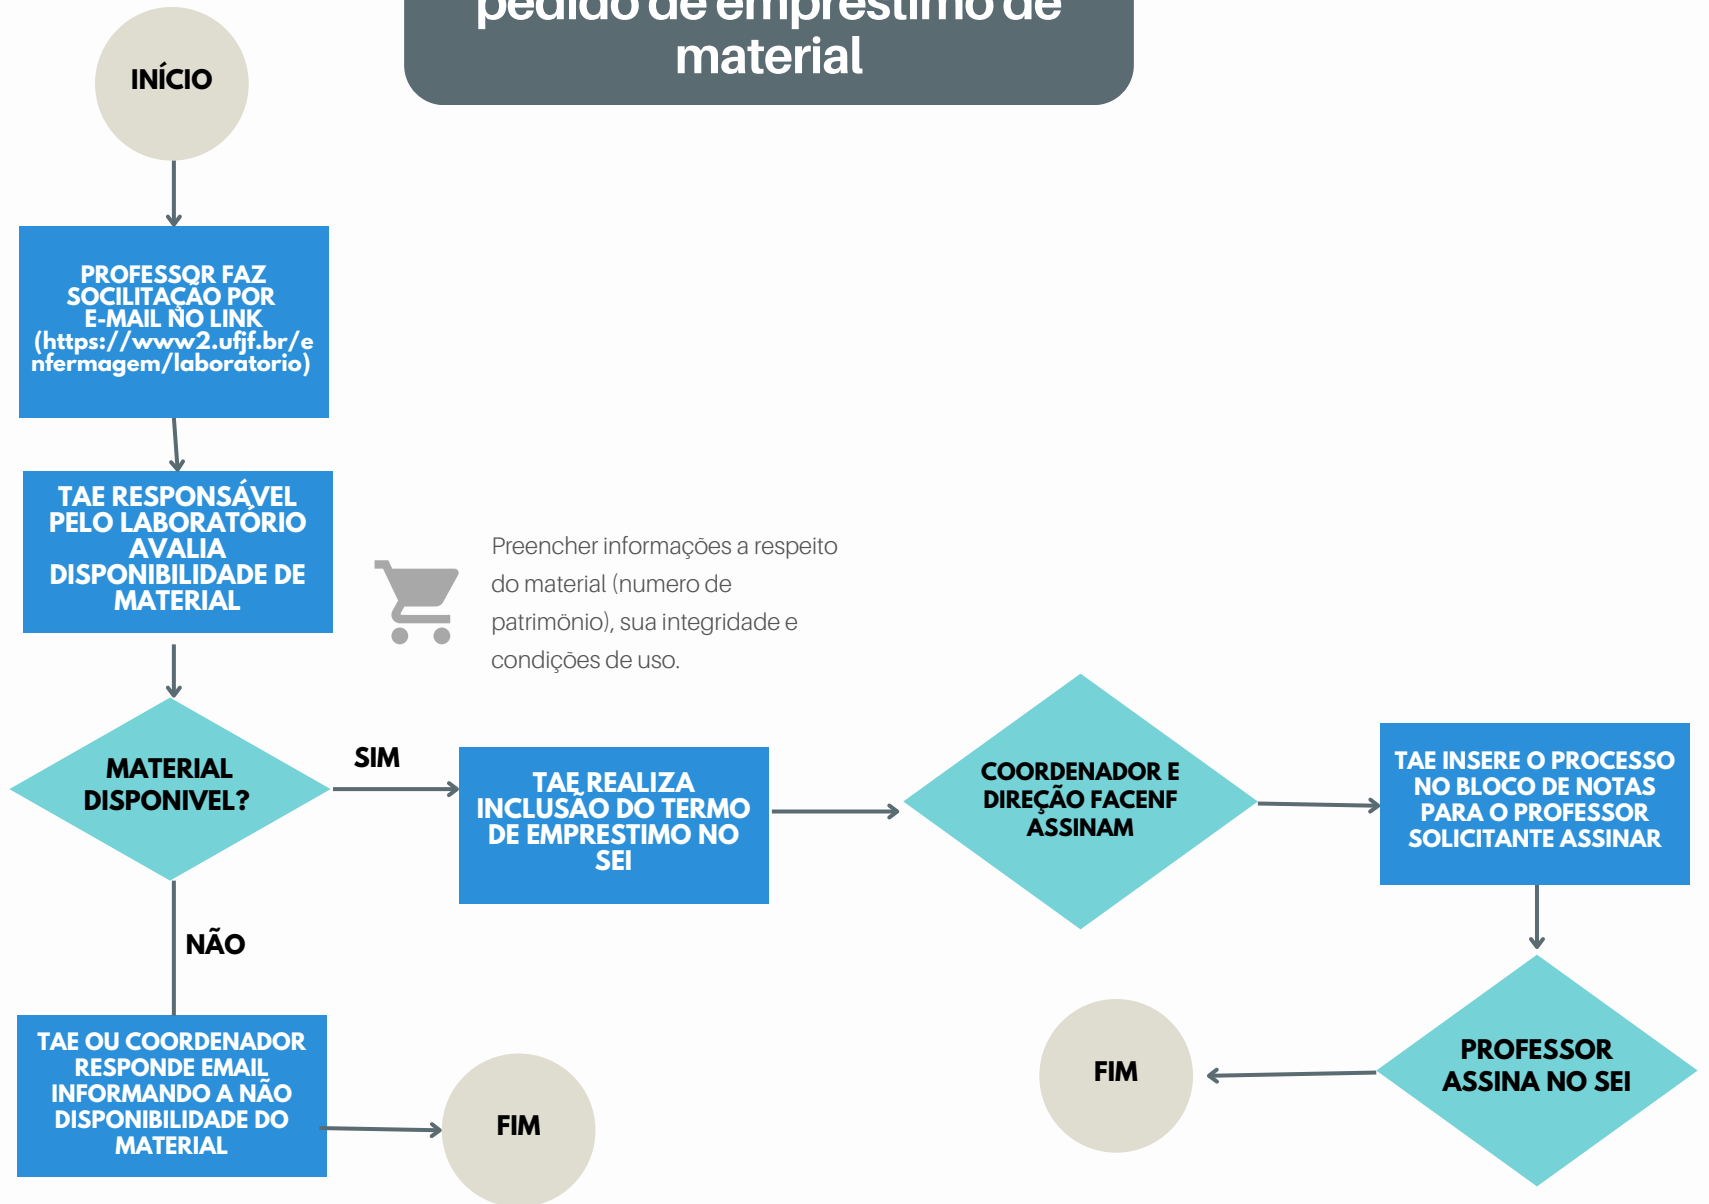 pedido de empréstimo de
material
INÍCIO
PROFESSOR FAZ
SOCILITAÇÃO POR
E-MAIL NO LINK
(https://www2.ufjf.br/e
nfermagem/laboratorio)
TAE RESPONSÁVEL
PELO LABORATÓRIO
AVALIA
DISPONIBILIDADE DE
MATERIAL
Preencher informações a respeito
do material (numero de
patrimônio), sua integridade e
condições de uso.
MATERIAL
DISPONIVEL?
SIM
TAE REALIZA
INCLUSÃO DO TERMO
DE EMPRESTIMO NO
SEI
COORDENADOR E
DIREÇÃO FACENF
ASSINAM
TAE INSERE O PROCESSO
NO BLOCO DE NOTAS
PARA O PROFESSOR
SOLICITANTE ASSINAR
NÃO
TAE OU COORDENADOR
RESPONDE EMAIL
INFORMANDO A NÃO
DISPONIBILIDADE DO
MATERIAL
FIM
FIM
PROFESSOR
ASSINA NO SEI